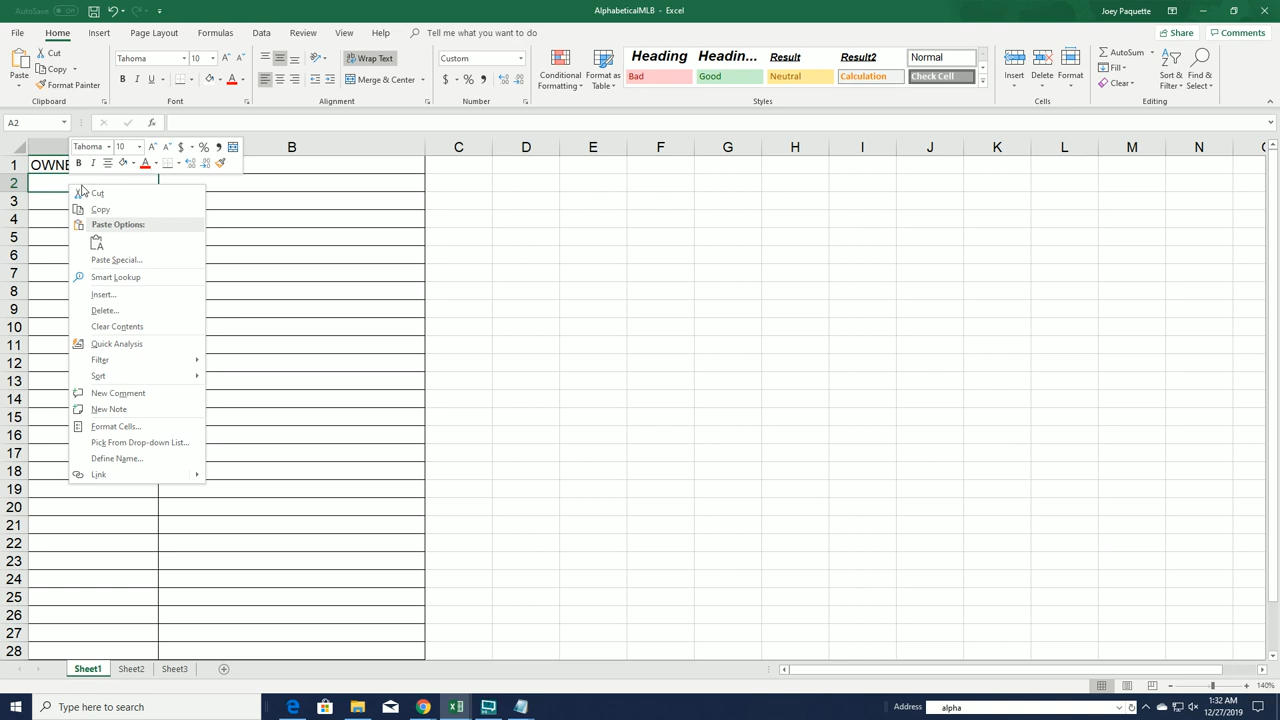 AutoSave Off AlphabeticalMLB - Excel Joey Paquette
File Home Insert Page Layout Formulas Data Review View Help Tell me what you want to do Share Comments
Paste Cut Copy Format Painter Clipboard
Tahoma 10 B I U A Font
Wrap Text Merge & Center Alignment
Custom $ % , Number
Conditional Formatting Format as Table
Heading Headin... Result Result2 Normal
Bad Good Neutral Calculation Check Cell
Styles
Insert Delete Format Cells
AutoSum Fill Clear Sort & Filter Find & Select Editing
A2 fx
Tahoma 10 A A $ % ,
B I A
B C D E F G H I J K L M N
1 OWNE
2
3
4
5
6
7
8
9
10
11
12
13
14
15
16
17
18
19
20
21
22
23
24
25
26
27
28
Cut
Copy
Paste Options:
Paste Special...
Smart Lookup
Insert...
Delete...
Clear Contents
Quick Analysis
Filter
Sort
New Comment
New Note
Format Cells...
Pick From Drop-down List...
Define Name...
Link
Sheet1 Sheet2 Sheet3
140%
Type here to search
Address alpha
1:32 AM
12/27/2019